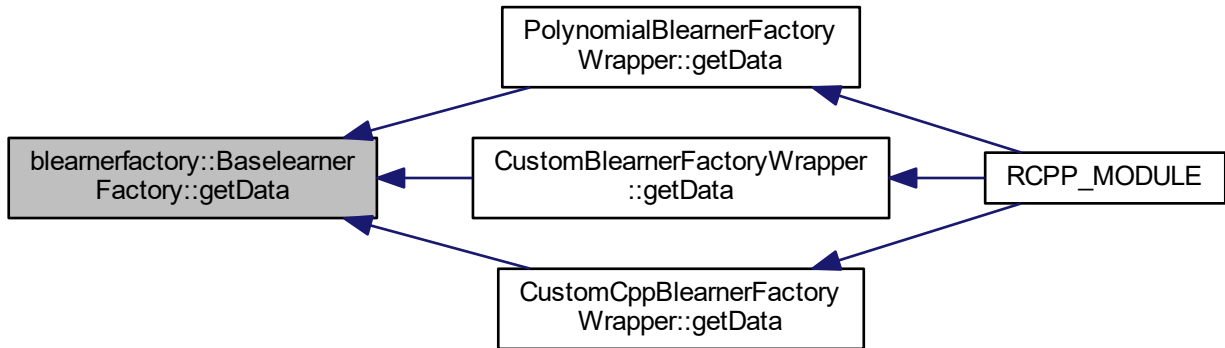 PolynomialBlearnerFactory
Wrapper::getData
blearnerfactory::Baselearner
Factory::getData
CustomBlearnerFactoryWrapper
::getData
RCPP_MODULE
CustomCppBlearnerFactory
Wrapper::getData